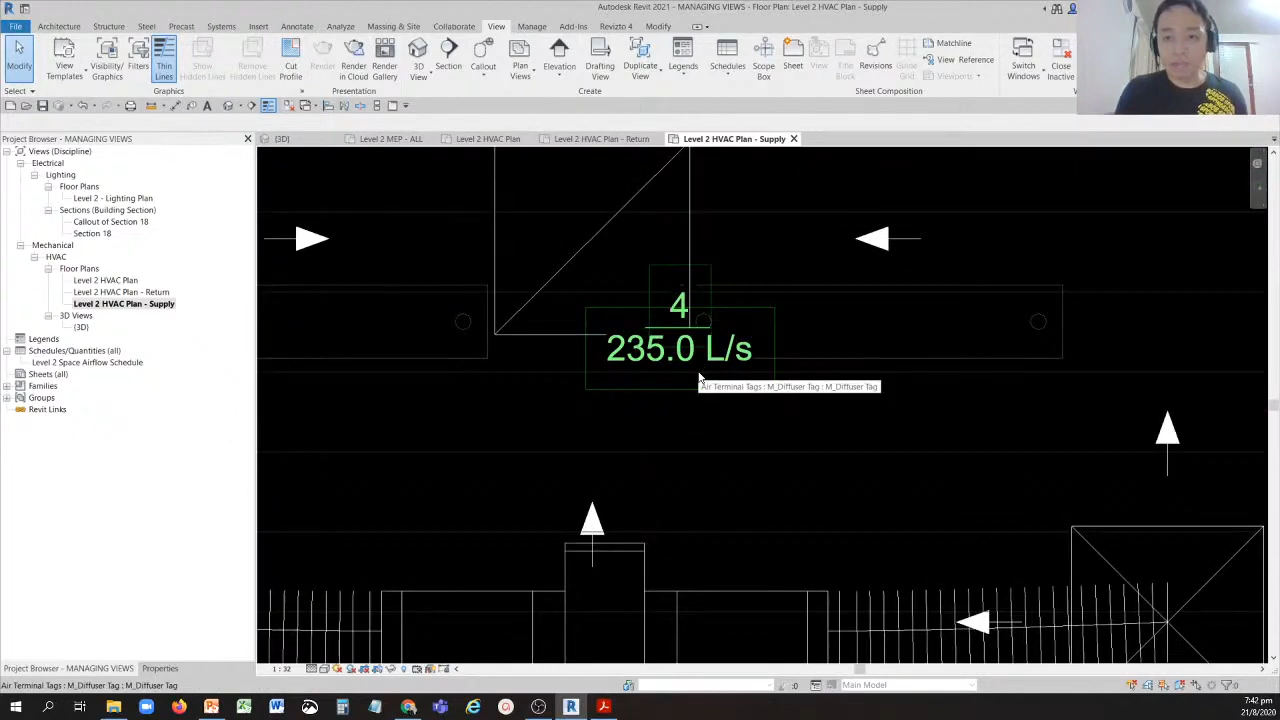 Autodesk Revit 2021 - MANAGING VIEWS - Floor Plan: Level 2 HVAC Plan - Supply
File Architecture Structure Steel Precast Systems Insert Annotate Analyze Massing & Site Collaborate View Manage Add-Ins Revizto 4 Modify
Modify
View Templates
Visibility/ Graphics
Filters
Thin Lines
Show Hidden Lines
Remove Hidden Lines
Cut Profile
Render
Render in Cloud
Render Gallery
3D View
Section
Callout
Plan Views
Elevation
Drafting View
Duplicate View
Legends
Schedules
Scope Box
Sheet
View
Title Block
Revisions
Guide Grid
Matchline
View Reference
Viewports
Switch Windows
Close Inactive
Select
Graphics
Presentation
Create
Sheet Composition
Project Browser - MANAGING VIEWS
{3D}
Level 2 MEP - ALL
Level 2 HVAC Plan
Level 2 HVAC Plan - Return
Level 2 HVAC Plan - Supply
Views (Discipline)
Electrical
Lighting
Floor Plans
Level 2 - Lighting Plan
Sections (Building Section)
Callout of Section 18
Section 18
Mechanical
HVAC
Floor Plans
Level 2 HVAC Plan
Level 2 HVAC Plan - Return
Level 2 HVAC Plan - Supply
3D Views
{3D}
Legends
Schedules/Quantities (all)
Level 2 Space Airflow Schedule
Sheets (all)
Families
Groups
Revit Links
4
235.0 L/s
Air Terminal Tags : M_Diffuser Tag : M_Diffuser Tag
Project Browser - MANAGING VIEWS
Properties
1 : 32
Air Terminal Tags : M_Diffuser Tag : M_Diffuser Tag
:0
Main Model
7:42 pm
21/8/2020